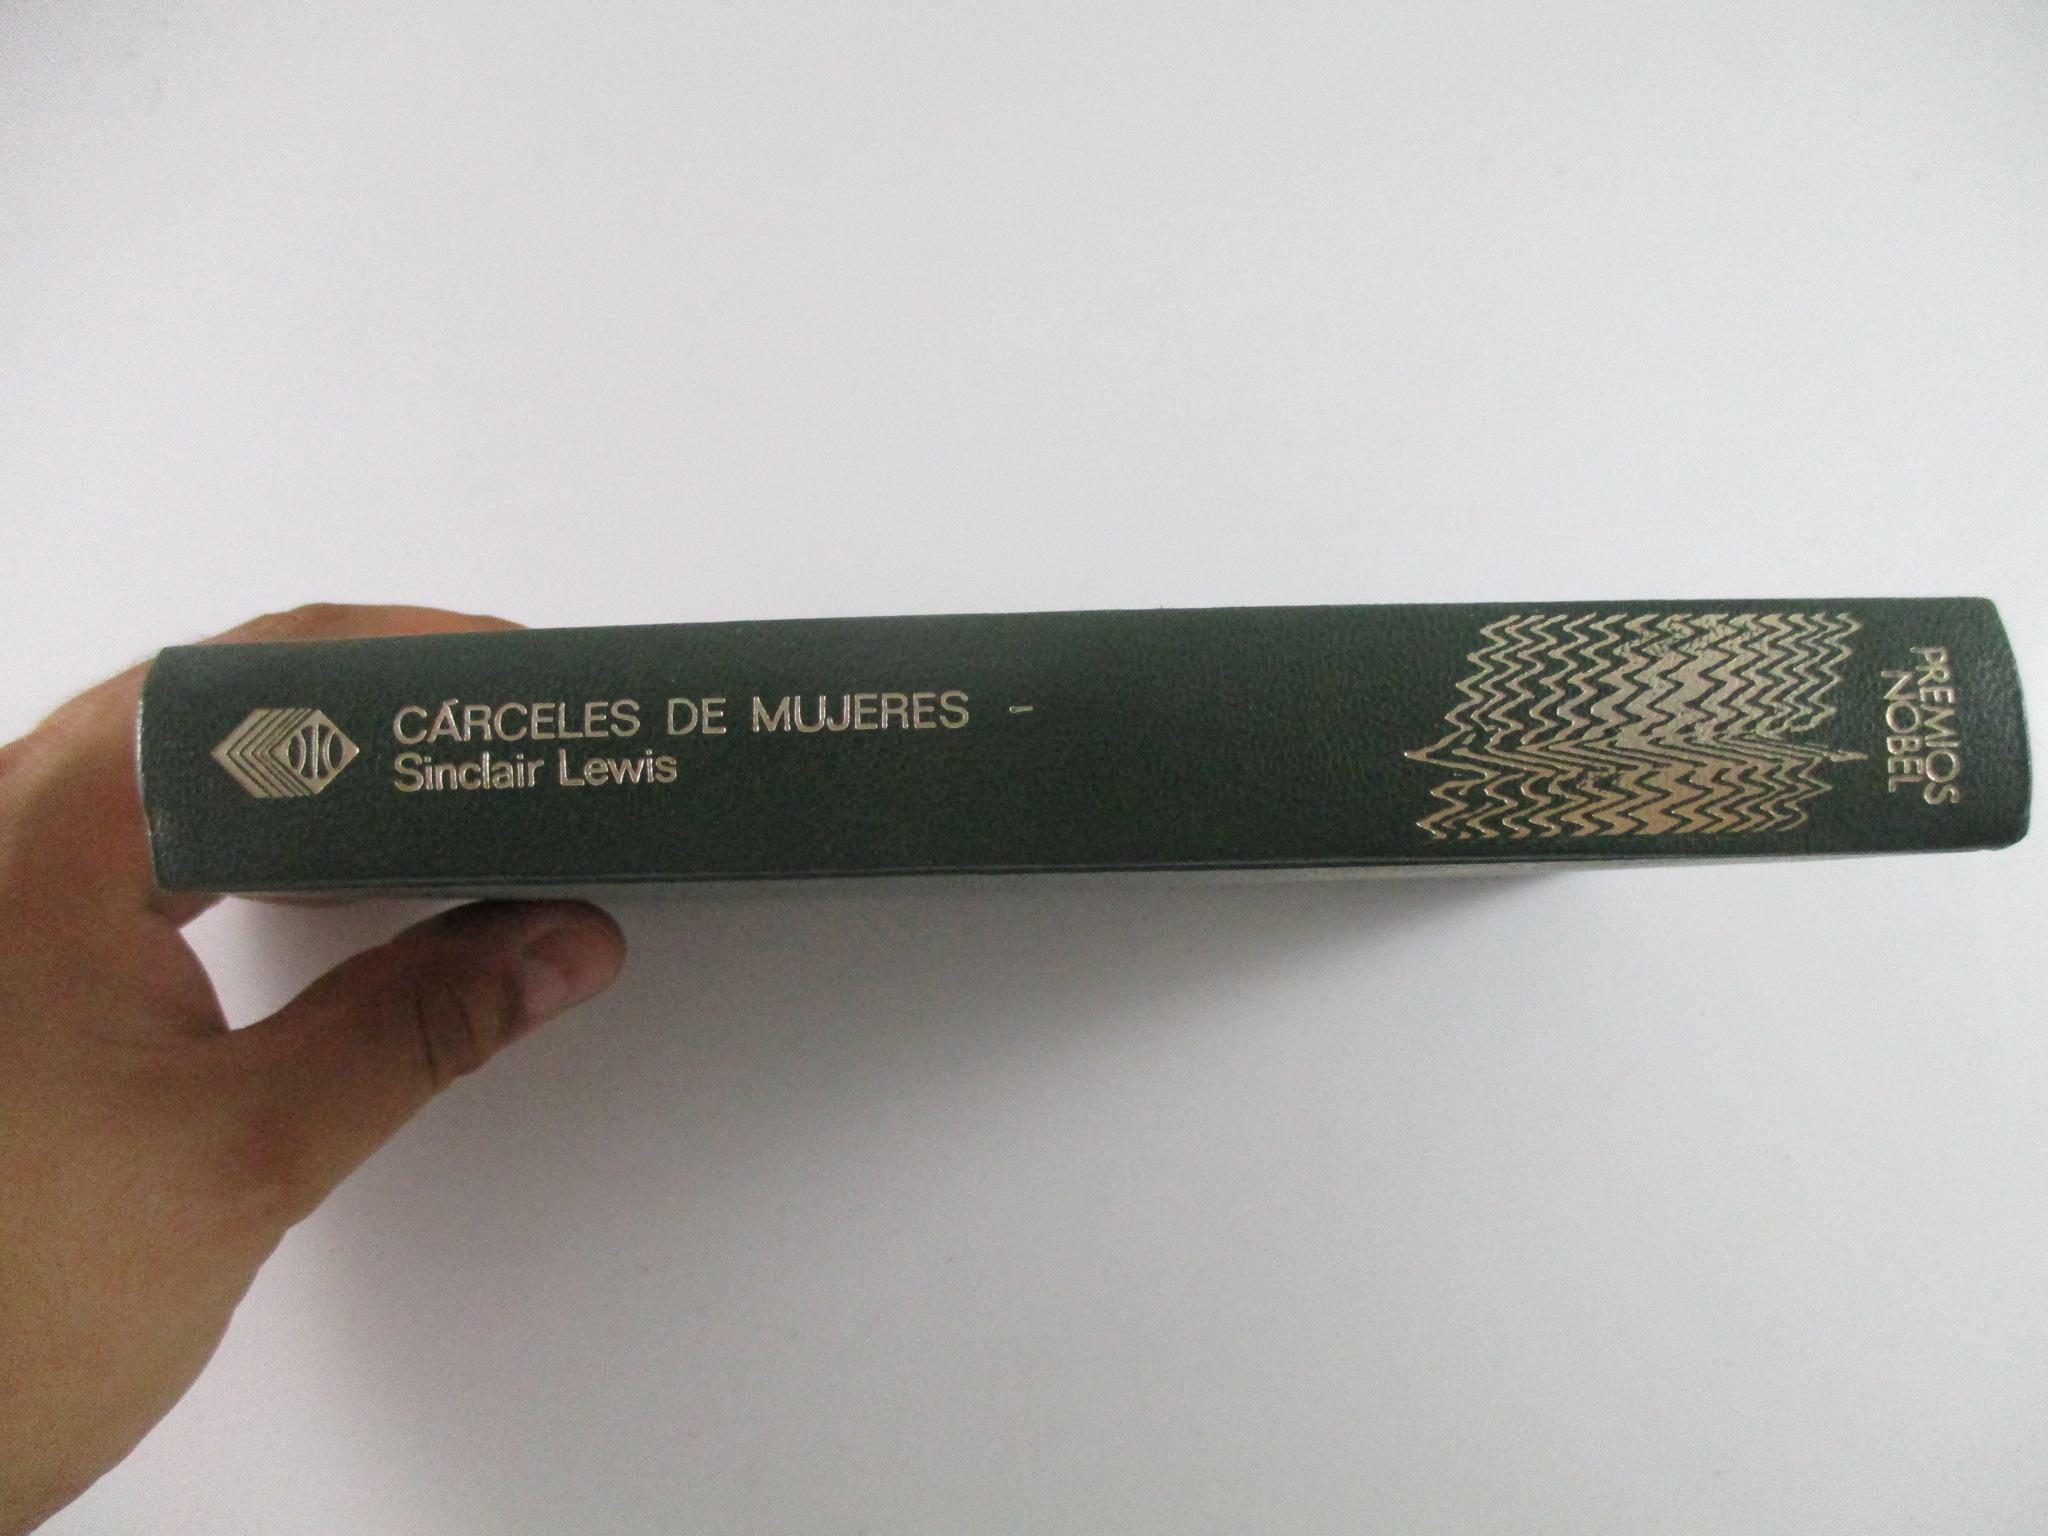 CÁRCELES DE MUJERES
Sinclair Lewis
PREMIOS
NOBEL